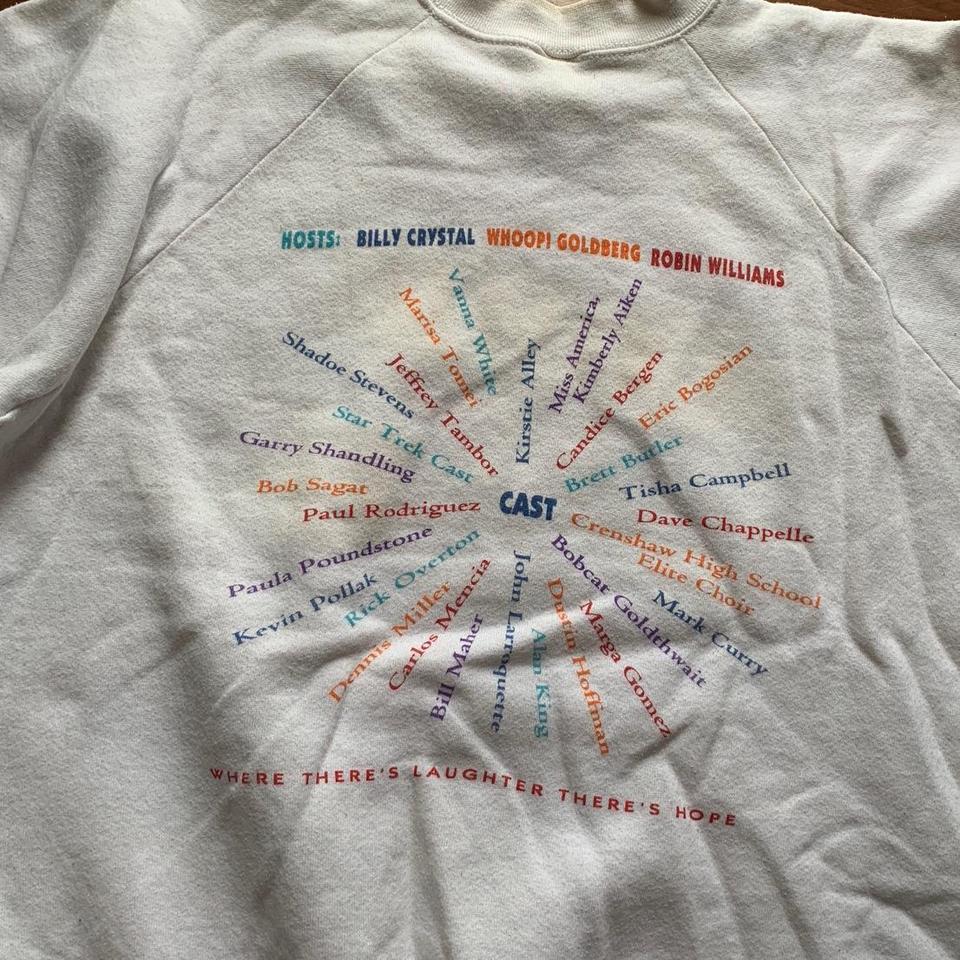 HOSTS: BILLY CRYSTAL WHOOPI GOLDBERG ROBIN WILLIAMS
CAST
Kirstie Alley
Miss America,
Kimberly Aiken
Candice Bergen
Eric Bogosian
Brett Butler
Tisha Campbell
Dave Chappelle
Crenshaw High School
Elite Choir
Mark Curry
Bobcat Goldthwait
Marga Gomez
Dustin Hoffman
Alan King
John Larroquette
Bill Maher
Carlos Mencia
Dennis Miller
Rick Overton
Kevin Pollak
Paula Poundstone
Paul Rodriguez
Bob Sagat
Garry Shandling
Star Trek Cast
Shadoe Stevens
Jeffrey Tambor
Marisa Tomei
Vanna White
WHERE THERE'S LAUGHTER THERE'S HOPE